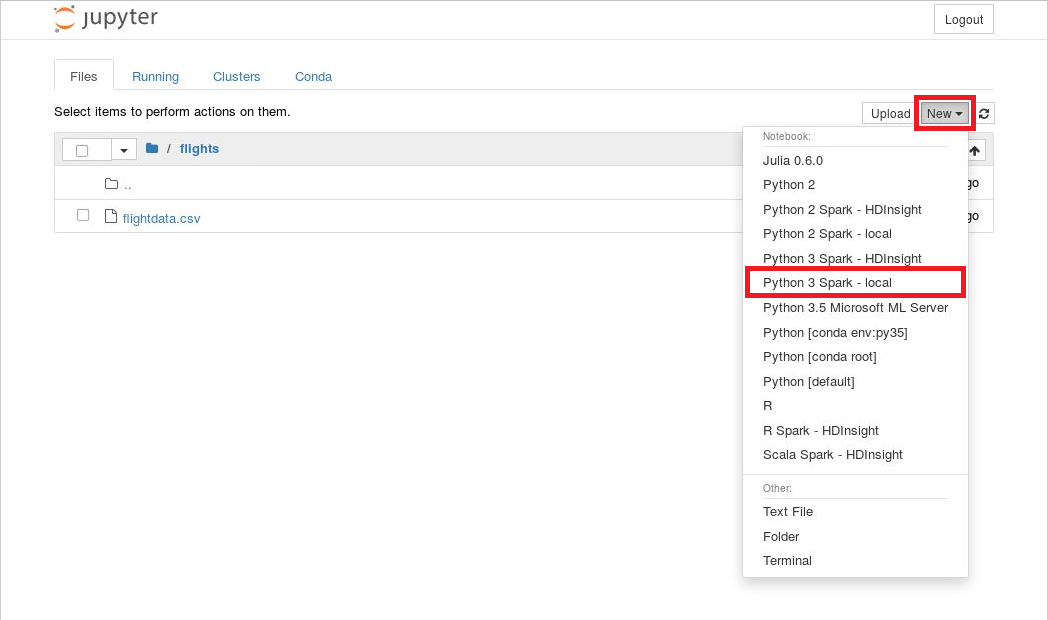 jupyter
Logout
Files Running Clusters Conda
Select items to perform actions on them.
Upload New
/ flights
Notebook:
Julia 0.6.0
Python 2
..
go
Python 2 Spark - HDInsight
flightdata.csv
go
Python 2 Spark - local
Python 3 Spark - HDInsight
Python 3 Spark - local
Python 3.5 Microsoft ML Server
Python [conda env:py35]
Python [conda root]
Python [default]
R
R Spark - HDInsight
Scala Spark - HDInsight
Other:
Text File
Folder
Terminal